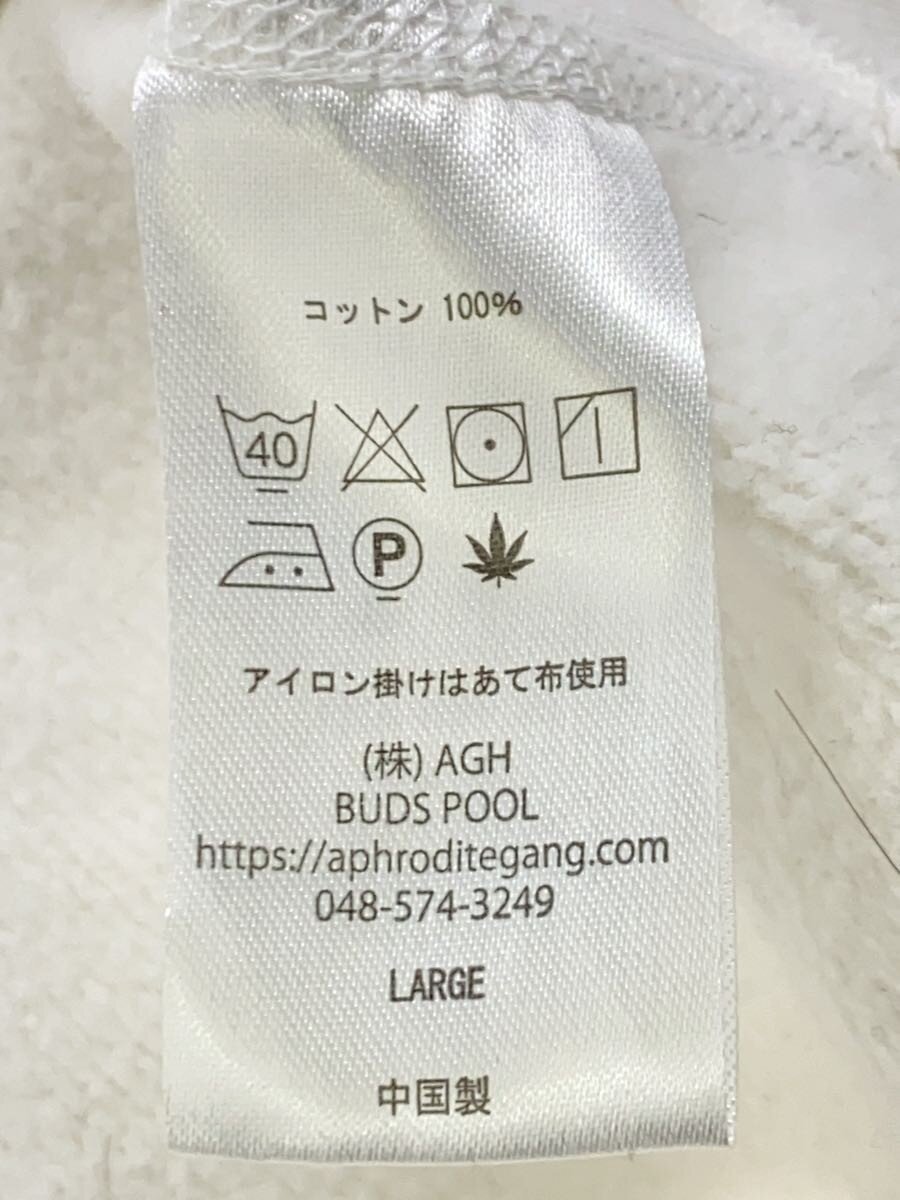 コットン 100%
40
P
アイロン掛けはあて布使用
(株) AGH
BUDS POOL
https://aphroditegang.com
048-574-3249
LARGE
中国製